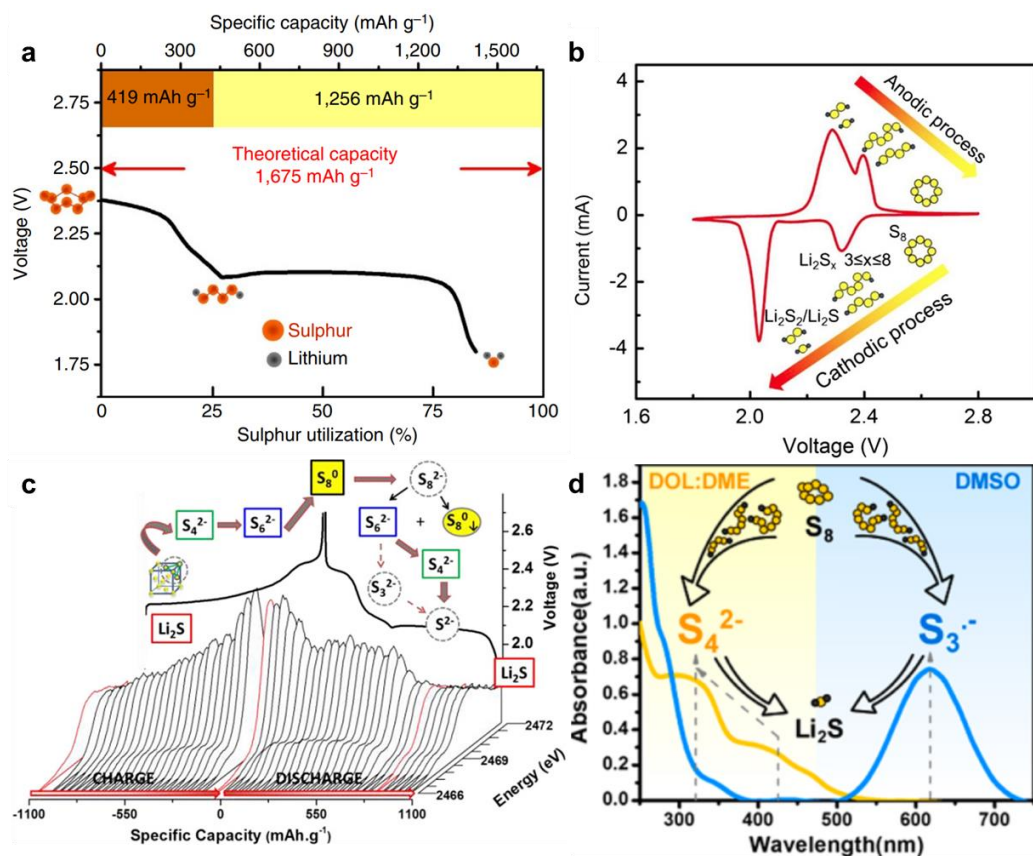 a
Specific capacity (mAh g⁻¹)
0 300 600 900 1,200 1,500
419 mAh g⁻¹
1,256 mAh g⁻¹
Theoretical capacity
1,675 mAh g⁻¹
2.75
2.50
2.25
2.00
1.75
Voltage (V)
Sulphur
Lithium
0 25 50 75 100
Sulphur utilization (%)
b
4
2
0
-2
-4
Current (mA)
Anodic process
S₈
Li₂Sₓ 3≤x≤8
Li₂S₂/Li₂S
Cathodic process
1.6 2.0 2.4 2.8
Voltage (V)
c
S₈⁰
S₈²⁻
S₄²⁻
S₆²⁻
S₆²⁻ + S₈⁰↓
S₄²⁻
S₃²⁻
S²⁻
Li₂S
Li₂S
2.6
2.4
2.2
2.0
Voltage (V)
2472
2469
2466
Energy (eV)
CHARGE
DISCHARGE
-1100 -550 0 550 1100
Specific Capacity (mAh.g⁻¹)
d
DOL:DME
DMSO
S₈
S₄²⁻
S₃·⁻
Li₂S
1.8
1.6
1.4
1.2
1.0
0.8
0.6
0.4
0.2
0.0
Absorbance(a.u.)
300 400 500 600 700
Wavelength(nm)